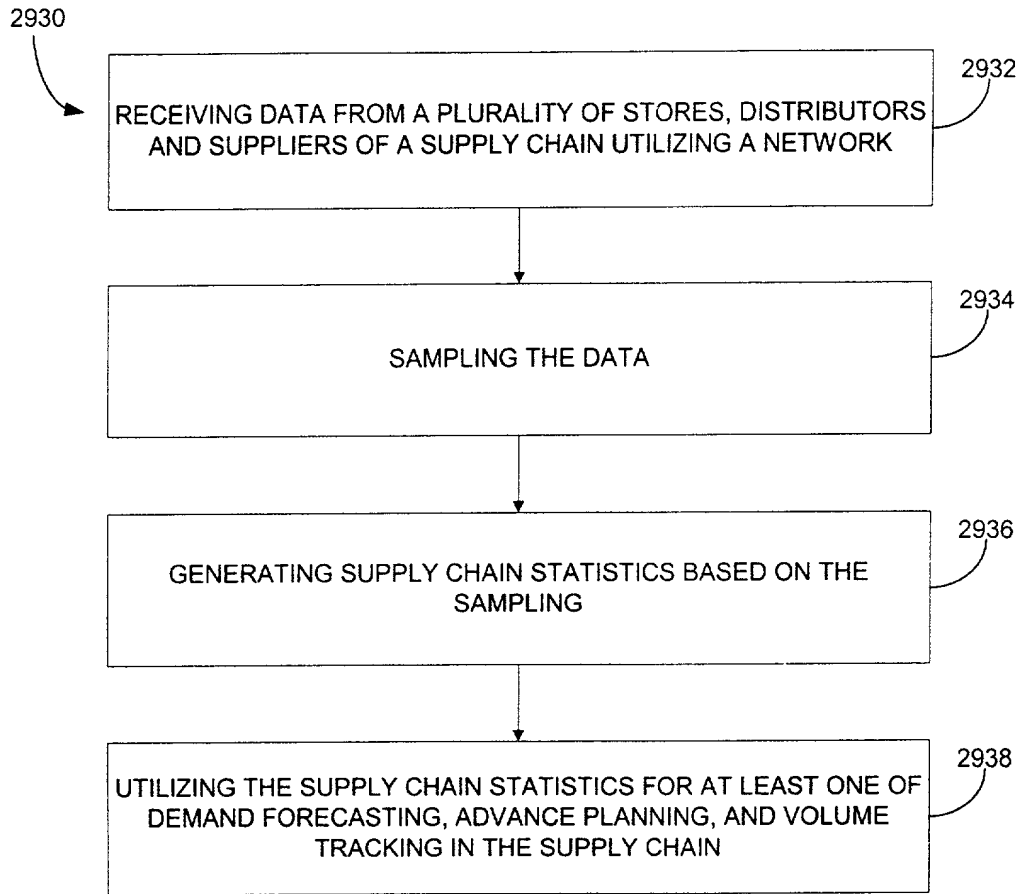 2930
2932
RECEIVING DATA FROM A PLURALITY OF STORES, DISTRIBUTORS
AND SUPPLIERS OF A SUPPLY CHAIN UTILIZING A NETWORK
2934
SAMPLING THE DATA
2936
GENERATING SUPPLY CHAIN STATISTICS BASED ON THE
SAMPLING
2938
UTILIZING THE SUPPLY CHAIN STATISTICS FOR AT LEAST ONE OF
DEMAND FORECASTING, ADVANCE PLANNING, AND VOLUME
TRACKING IN THE SUPPLY CHAIN